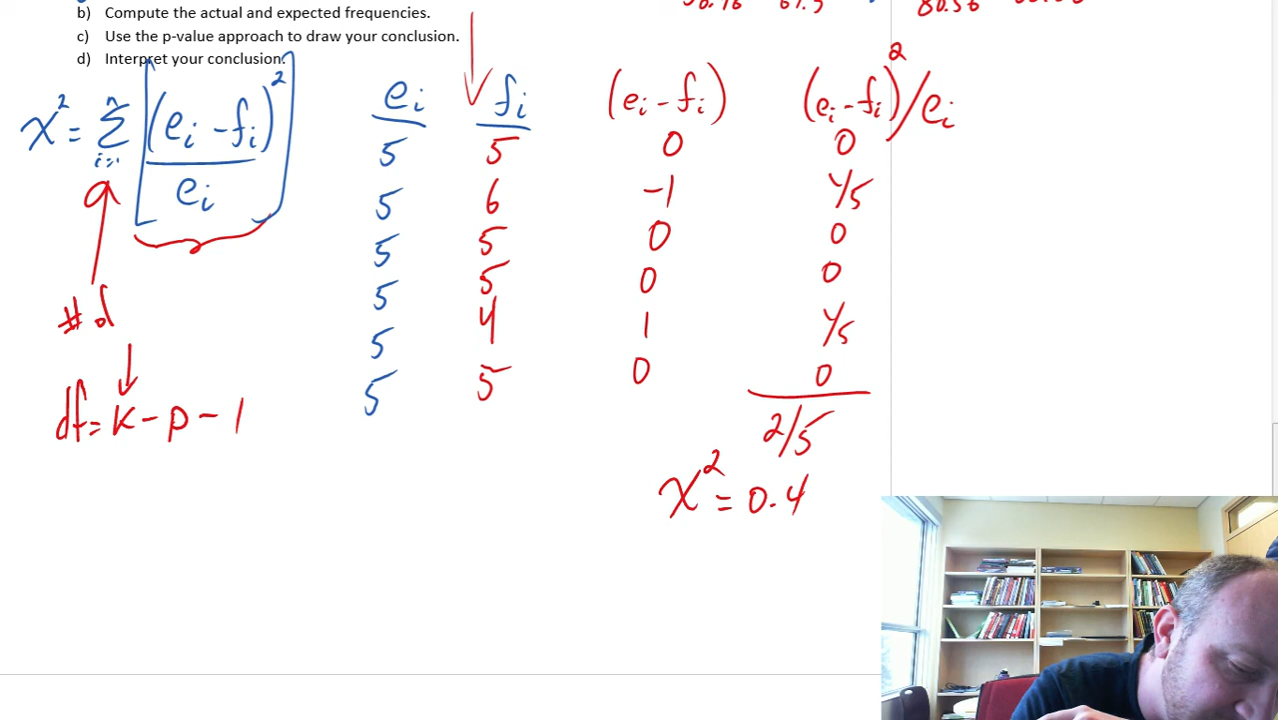 b) Compute the actual and expected frequencies.
c) Use the p-value approach to draw your conclusion.
d) Interpret your conclusion.
χ² = Σ [(eᵢ - fᵢ)² / eᵢ]
eᵢ fᵢ (eᵢ - fᵢ) (eᵢ - fᵢ)²/eᵢ
5 5 0 0
5 6 -1 1/5
5 5 0 0
5 5 0 0
5 4 1 1/5
5 5 0 0
2/5
χ² = 0.4
df = K - p - 1